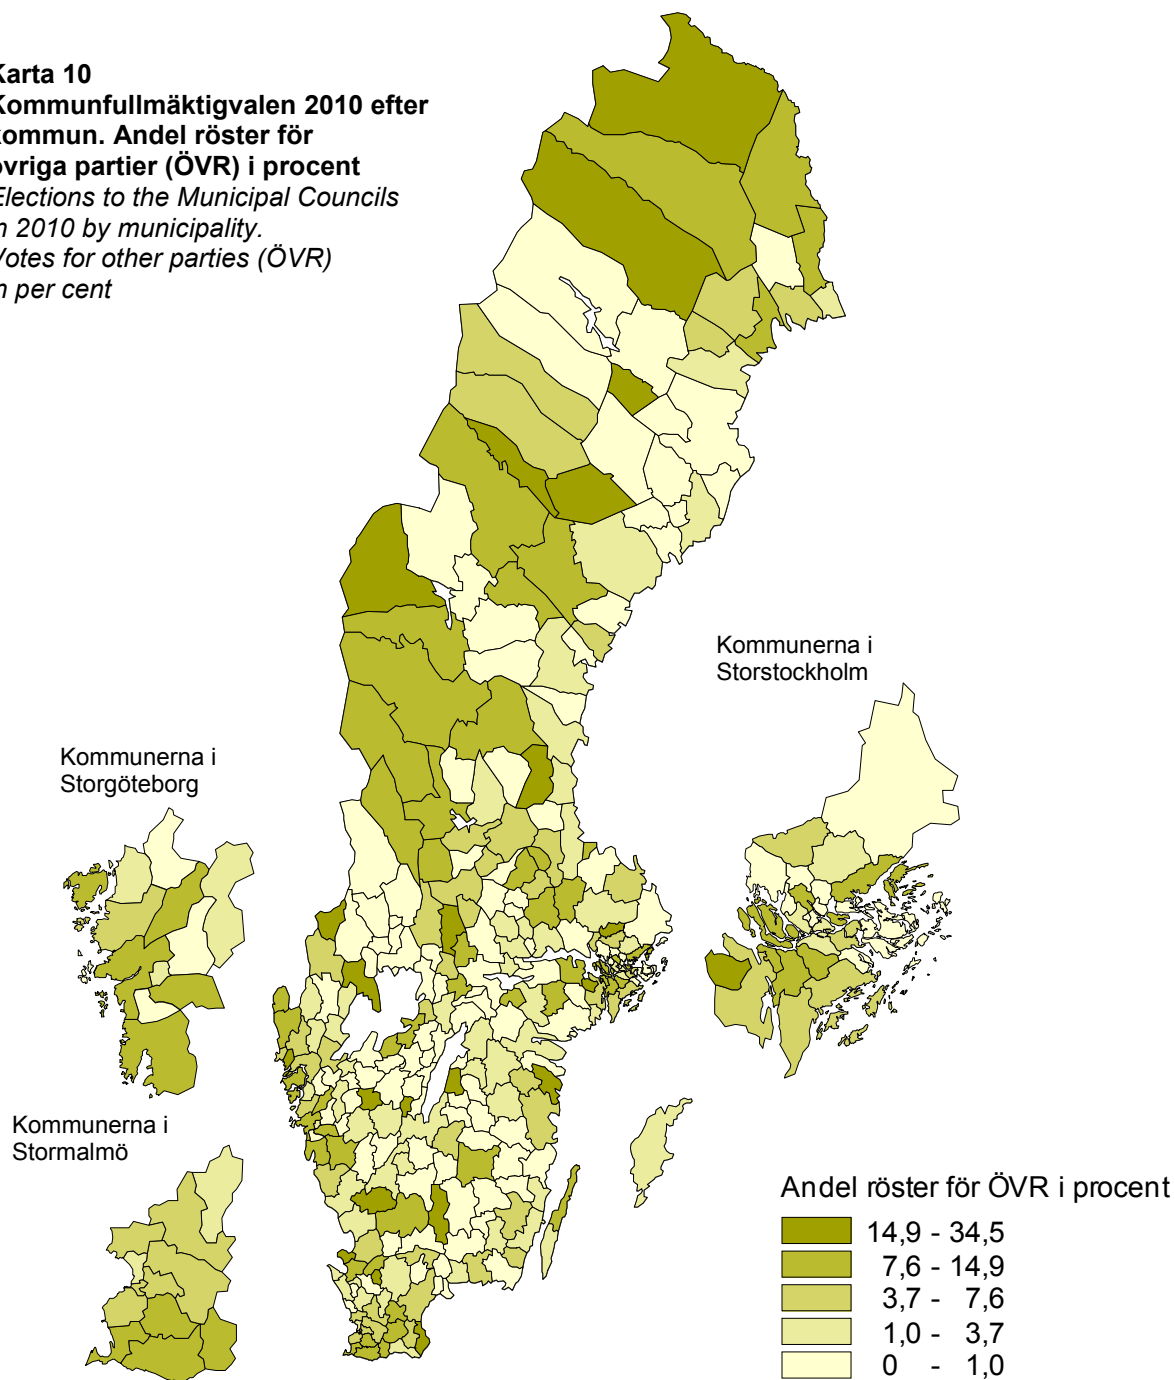 Karta 10
Kommunfullmäktigvalen 2010 efter
kommun. Andel röster för
övriga partier (ÖVR) i procent
Elections to the Municipal Councils
in 2010 by municipality.
Votes for other parties (ÖVR)
in per cent
Kommunerna i
Storstockholm
Kommunerna i
Storgöteborg
Kommunerna i
Stormalmö
Andel röster för ÖVR i procent
14,9 - 34,5
7,6 - 14,9
3,7 - 7,6
1,0 - 3,7
0 - 1,0